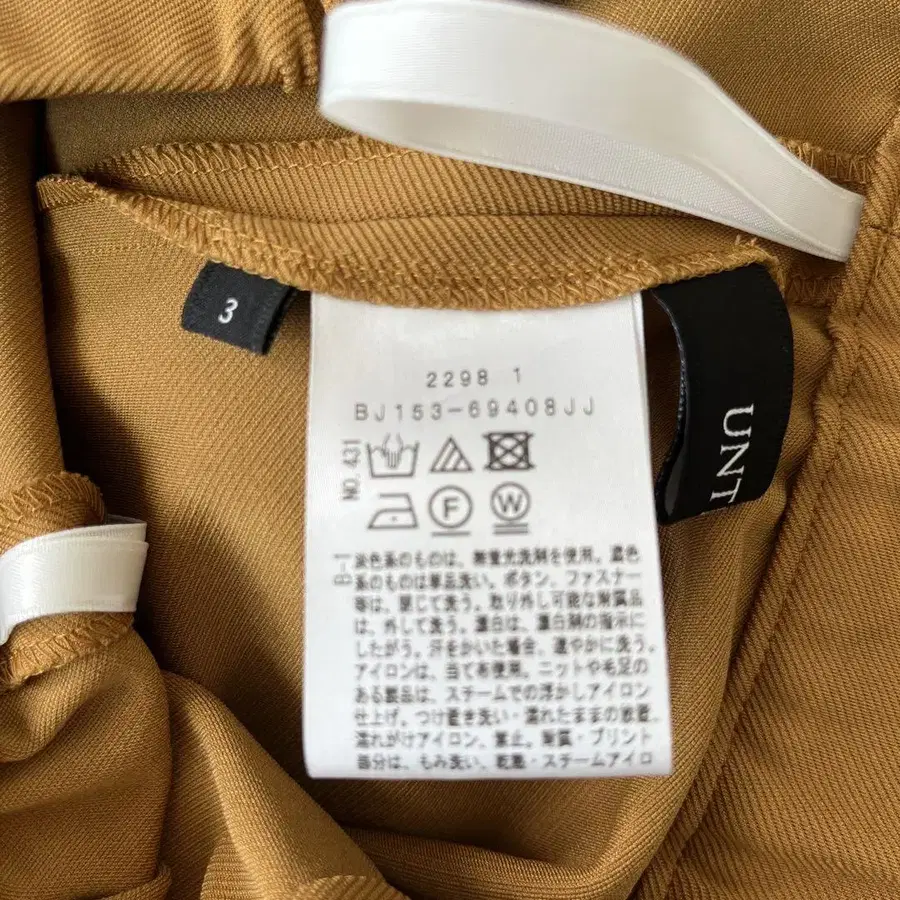 3
2298 1
BJ153-69408JJ
NO.431
F
W
UNT
B-1
淡色系のものは、無蛍光洗剤を使用。濃色
系のものは単品洗い。ボタン、ファスナー
等は、閉じて洗う。取り外し可能な附属品
は、外して洗う。漂白は、漂白剤の指示に
したがう。汗をかいた場合、速やかに洗う。
アイロンは、当て布使用。ニットや毛足の
ある製品は、スチームでの浮かしアイロン
仕上げ。つけ置き洗い・濡れたままの放置、
濡れがけアイロン、禁止。附属・プリント
部分は、もみ洗い、乾燥・スチームアイロ